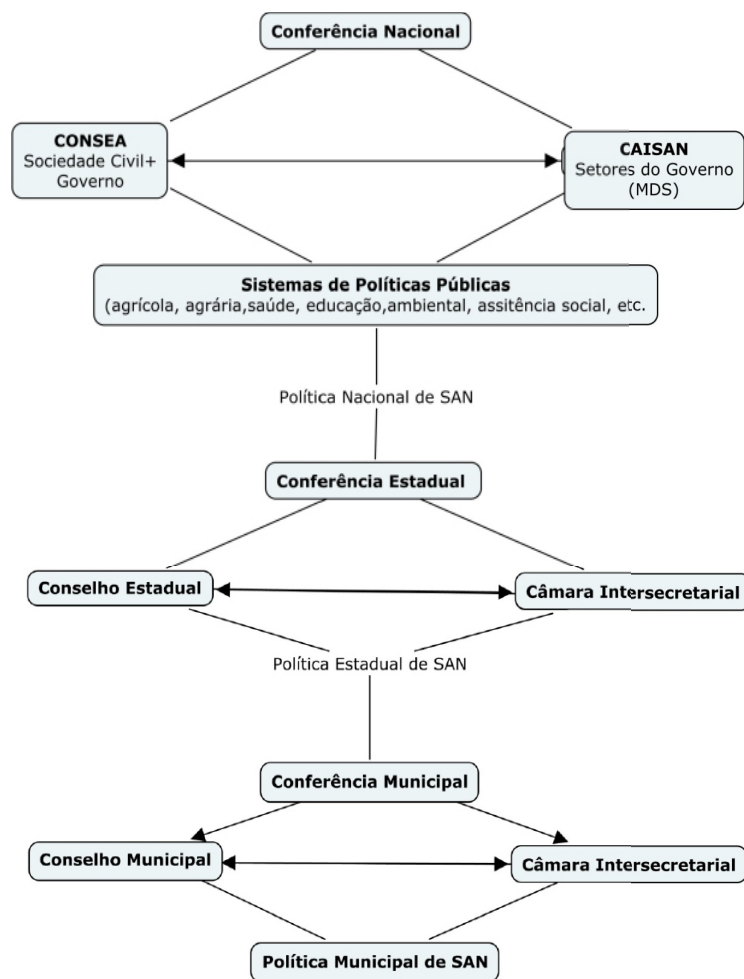 Conferência Nacional
CONSEA
Sociedade Civil+
Governo
CAISAN
Setores do Governo
(MDS)
Sistemas de Políticas Públicas
(agrícola, agrária,saúde, educação,ambiental, assitência social, etc.
Política Nacional de SAN
Conferência Estadual
Conselho Estadual
Câmara Intersecretarial
Política Estadual de SAN
Conferência Municipal
Conselho Municipal
Câmara Intersecretarial
Política Municipal de SAN